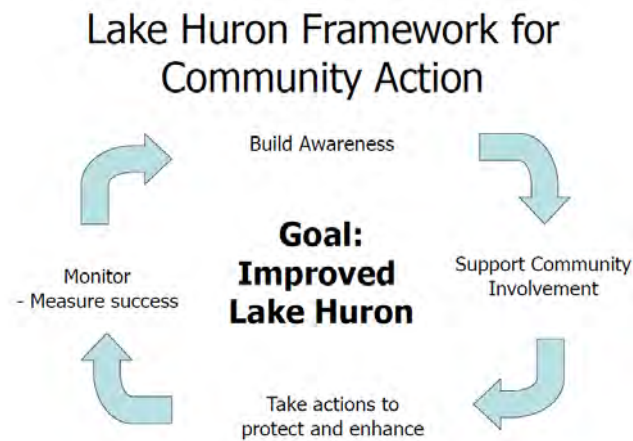 Lake Huron Framework for
Community Action
Build Awareness
Goal:
Improved
Lake Huron
Support Community
Involvement
Take actions to
protect and enhance
Monitor
- Measure success